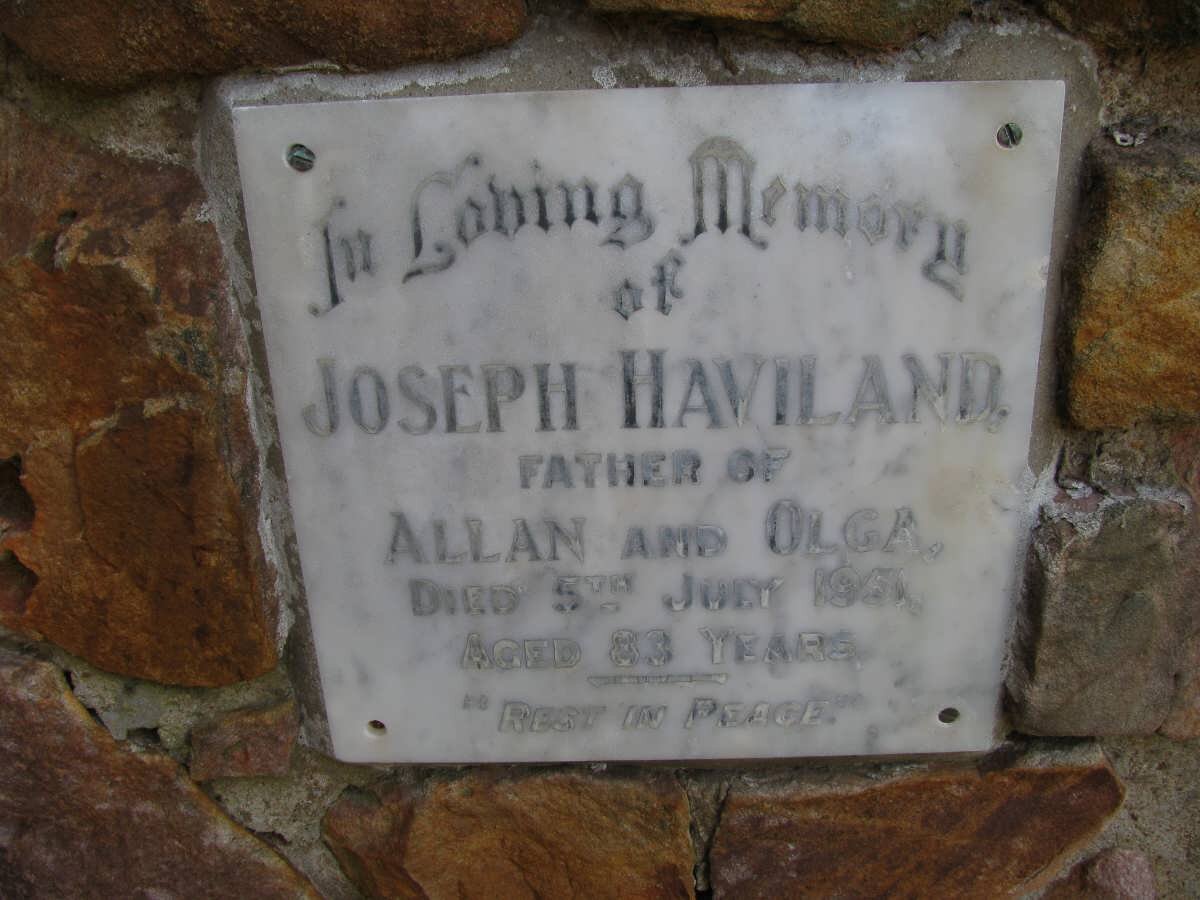 In Loving Memory
of
JOSEPH HAVILAND.
FATHER OF
ALLAN AND OLGA,
DIED 5TH JULY 1951,
AGED 83 YEARS.
"REST IN PEACE."